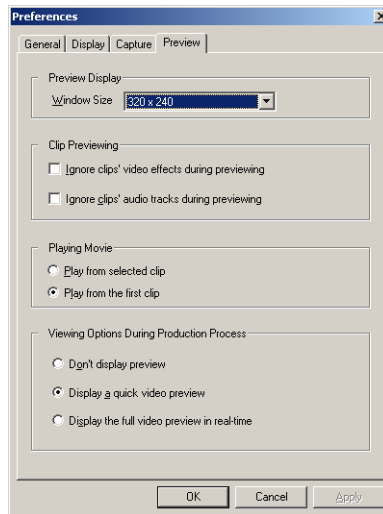 Preferences
General Display Capture Preview
Preview Display
Window Size 320 x 240
Clip Previewing
Ignore clips' video effects during previewing
Ignore clips' audio tracks during previewing
Playing Movie
Play from selected clip
Play from the first clip
Viewing Options During Production Process
Don't display preview
Display a quick video preview
Display the full video preview in real-time
OK Cancel Apply